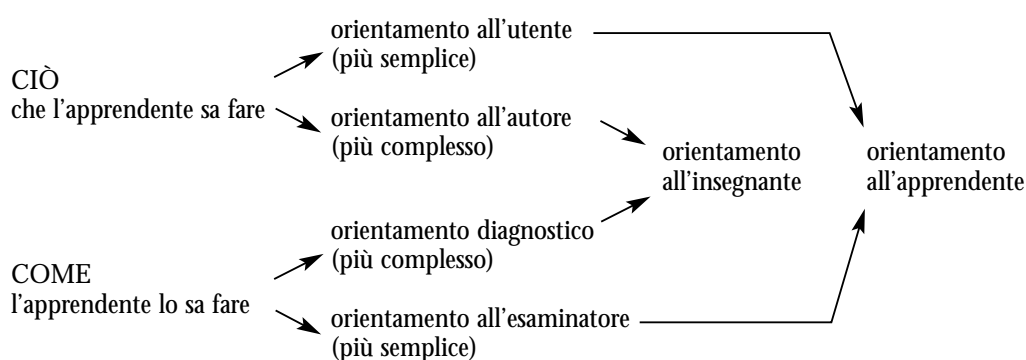 CIÒ
che l'apprendente sa fare
orientamento all'utente
(più semplice)
orientamento all'autore
(più complesso)
orientamento
all'insegnante
orientamento
all'apprendente
COME
l'apprendente lo sa fare
orientamento diagnostico
(più complesso)
orientamento all'esaminatore
(più semplice)